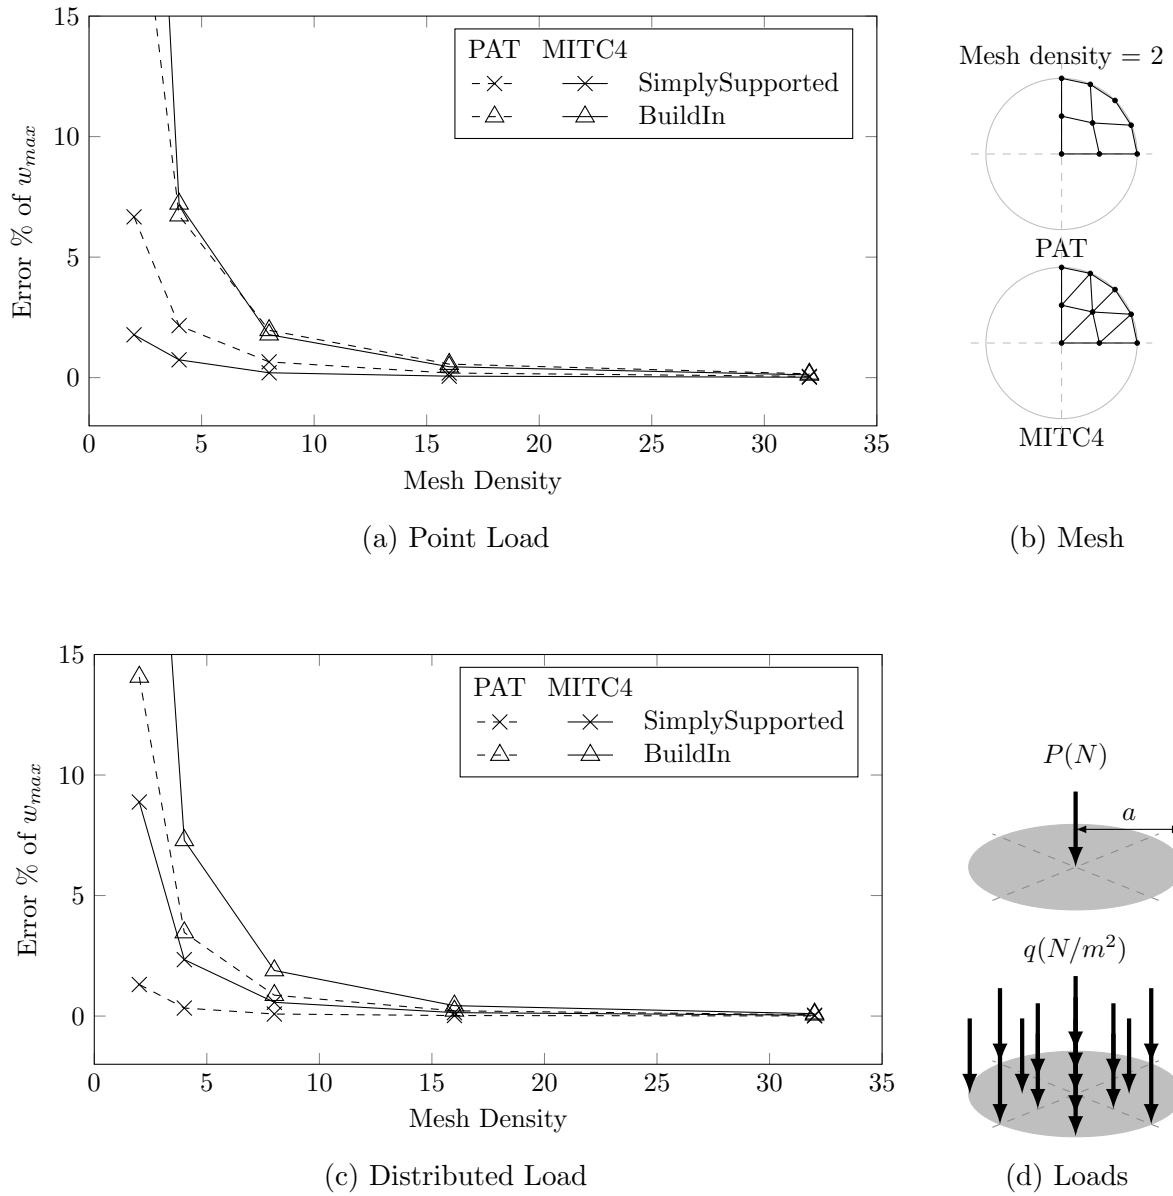 15
10
5
0
0 5 10 15 20 25 30 35
Error % of w_max
Mesh Density
PAT MITC4
SimplySupported
BuildIn
(a) Point Load
Mesh density = 2
PAT
MITC4
(b) Mesh
15
10
5
0
0 5 10 15 20 25 30 35
Error % of w_max
Mesh Density
PAT MITC4
SimplySupported
BuildIn
(c) Distributed Load
P(N)
a
q(N/m²)
(d) Loads